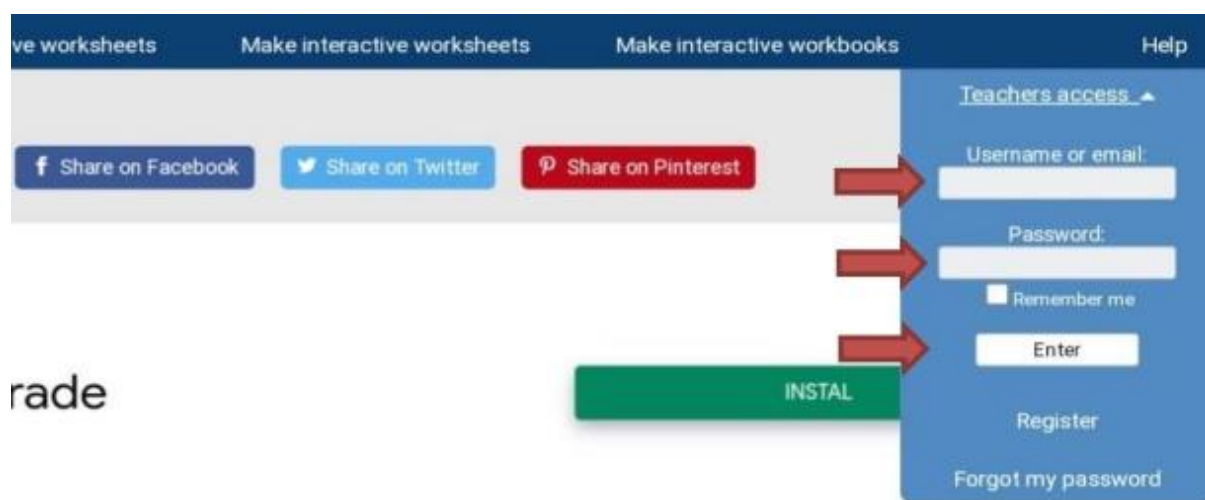 ve worksheets Make interactive worksheets Make interactive workbooks Help
Teachers access
Share on Facebook Share on Twitter Share on Pinterest
Username or email:
Password:
Remember me
Enter
rade
INSTAL
Register
Forgot my password